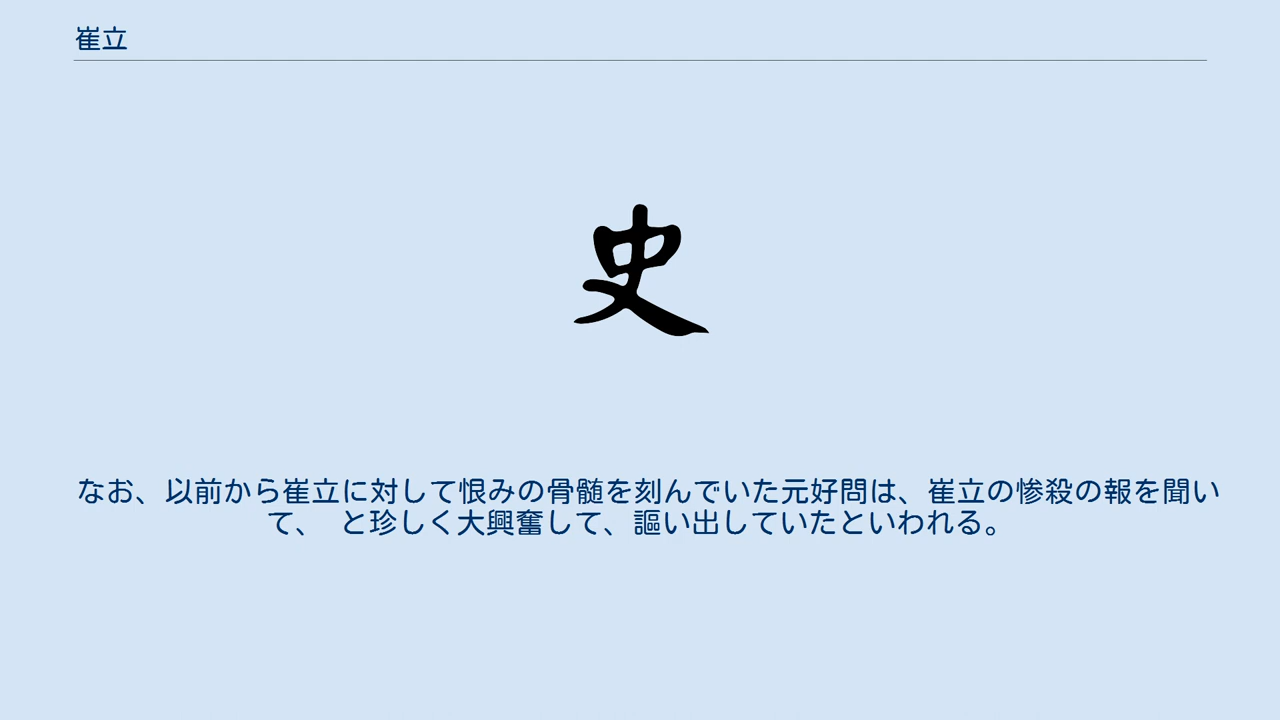 崔立
史
なお、以前から崔立に対して恨みの骨髄を刻んでいた元好問は、崔立の惨殺の報を聞い
て、 と珍しく大興奮して、謳い出していたといわれる。